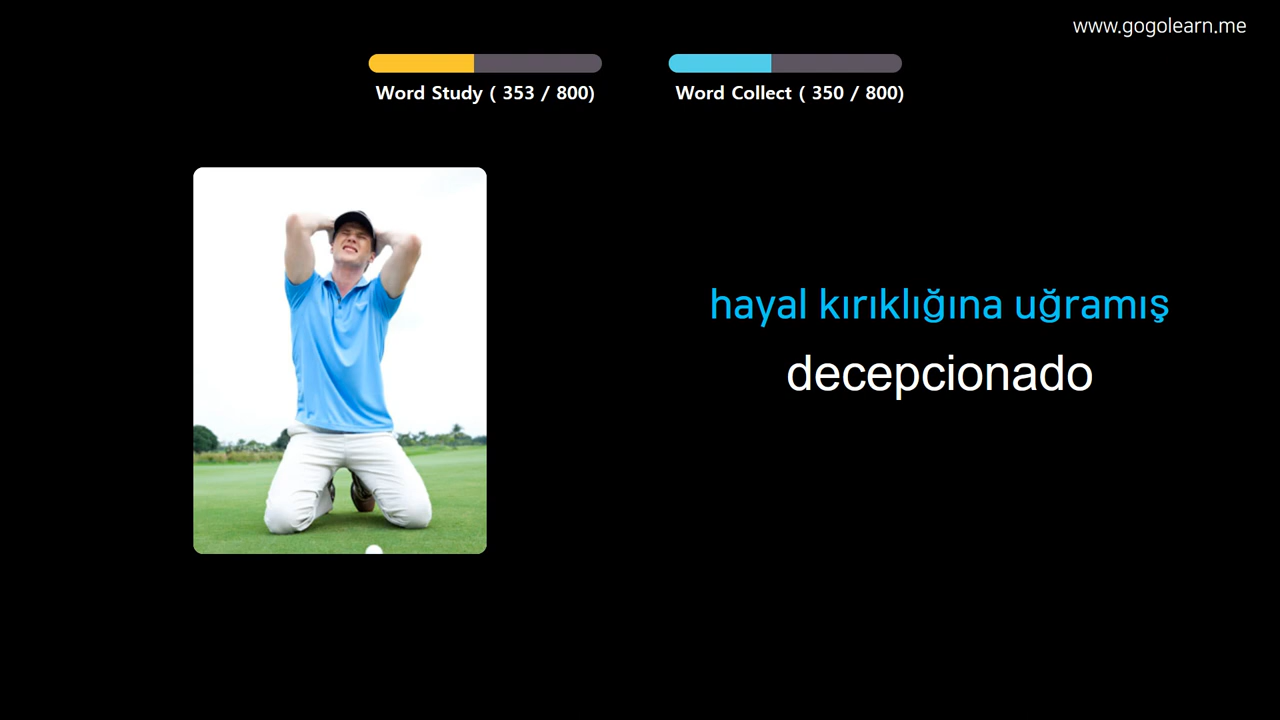 www.gogolearn.me
Word Study ( 353 / 800)
Word Collect ( 350 / 800)
hayal kırıklığına uğramış
decepcionado